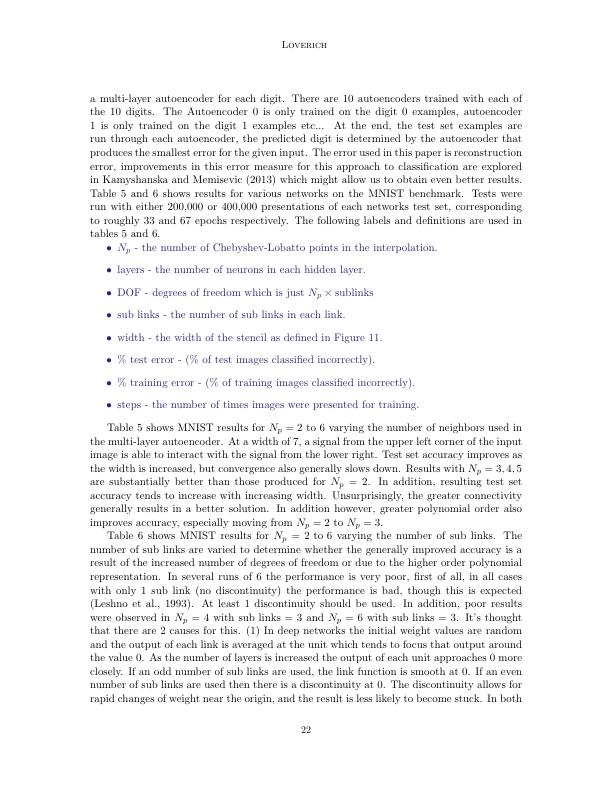 Loverich
a multi-layer autoencoder for each digit. There are 10 autoencoders trained with each of
the 10 digits. The Autoencoder 0 is only trained on the digit 0 examples, autoencoder
1 is only trained on the digit 1 examples etc... At the end, the test set examples are
run through each autoencoder, the predicted digit is determined by the autoencoder that
produces the smallest error for the given input. The error used in this paper is reconstruction
error, improvements in this error measure for this approach to classification are explored
in Kamyshanska and Memisevic (2013) which might allow us to obtain even better results.
Table 5 and 6 shows results for various networks on the MNIST benchmark. Tests were
run with either 200,000 or 400,000 presentations of each networks test set, corresponding
to roughly 33 and 67 epochs respectively. The following labels and definitions are used in
tables 5 and 6.
• Np - the number of Chebyshev-Lobatto points in the interpolation.
• layers - the number of neurons in each hidden layer.
• DOF - degrees of freedom which is just Np × sublinks
• sub links - the number of sub links in each link.
• width - the width of the stencil as defined in Figure 11.
• % test error - (% of test images classified incorrectly).
• % training error - (% of training images classified incorrectly).
• steps - the number of times images were presented for training.
Table 5 shows MNIST results for Np = 2 to 6 varying the number of neighbors used in
the multi-layer autoencoder. At a width of 7, a signal from the upper left corner of the input
image is able to interact with the signal from the lower right. Test set accuracy improves as
the width is increased, but convergence also generally slows down. Results with Np = 3, 4, 5
are substantially better than those produced for Np = 2. In addition, resulting test set
accuracy tends to increase with increasing width. Unsurprisingly, the greater connectivity
generally results in a better solution. In addition however, greater polynomial order also
improves accuracy, especially moving from Np = 2 to Np = 3.
Table 6 shows MNIST results for Np = 2 to 6 varying the number of sub links. The
number of sub links are varied to determine whether the generally improved accuracy is a
result of the increased number of degrees of freedom or due to the higher order polynomial
representation. In several runs of 6 the performance is very poor, first of all, in all cases
with only 1 sub link (no discontinuity) the performance is bad, though this is expected
(Leshno et al., 1993). At least 1 discontinuity should be used. In addition, poor results
were observed in Np = 4 with sub links = 3 and Np = 6 with sub links = 3. It's thought
that there are 2 causes for this. (1) In deep networks the initial weight values are random
and the output of each link is averaged at the unit which tends to focus that output around
the value 0. As the number of layers is increased the output of each unit approaches 0 more
closely. If an odd number of sub links are used, the link function is smooth at 0. If an even
number of sub links are used then there is a discontinuity at 0. The discontinuity allows for
rapid changes of weight near the origin, and the result is less likely to become stuck. In both
22